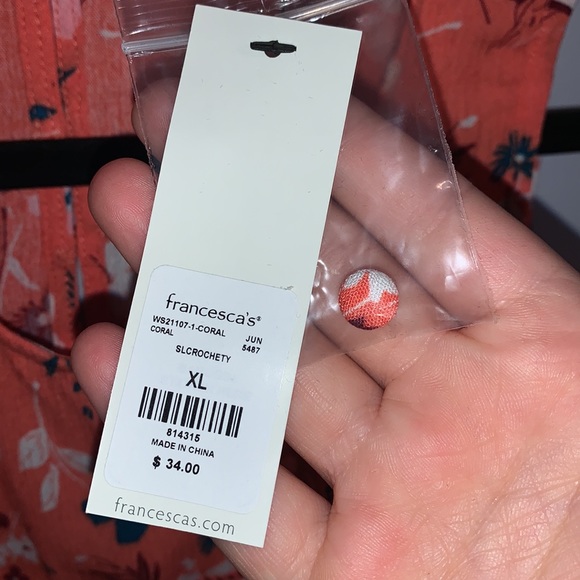 francesca's®
WS21107-1-CORAL JUN
CORAL 5487
SLCROCHETY
XL
814315
MADE IN CHINA
$ 34.00
francescas.com